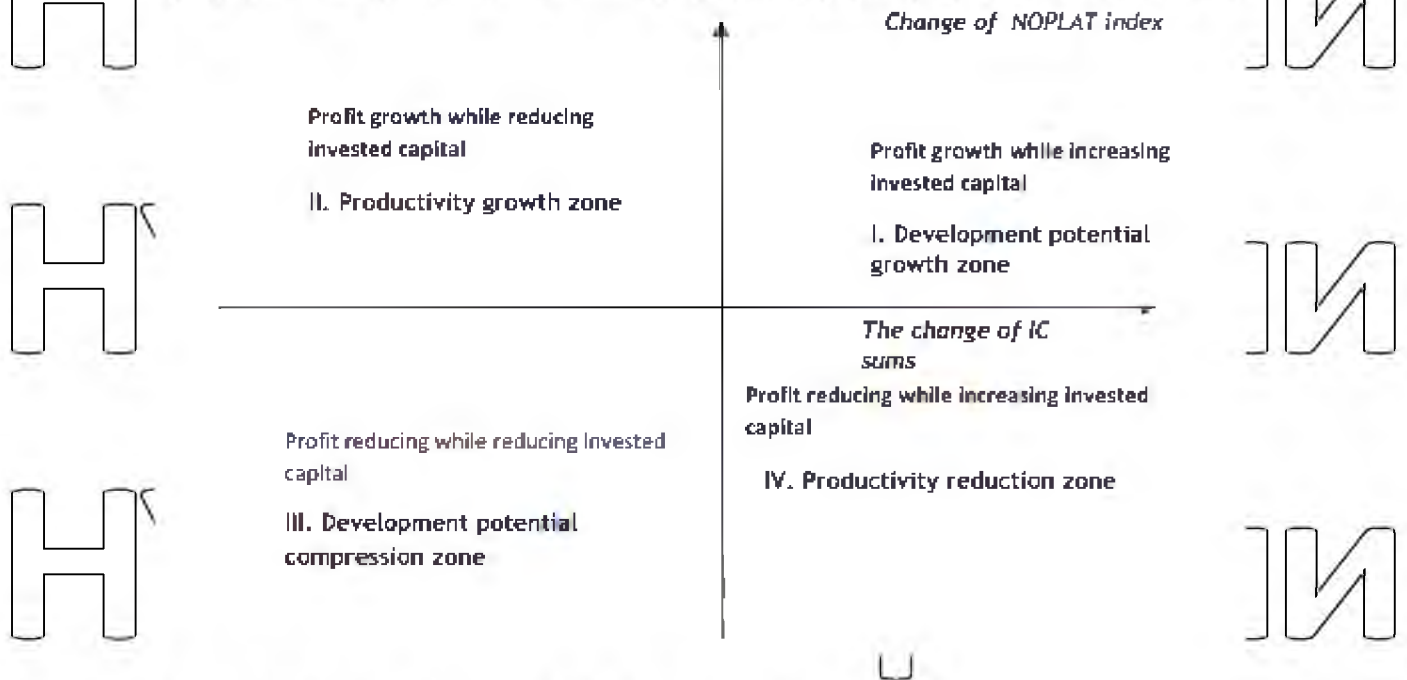 Change of NOPLAT index
Profit growth while reducing
invested capital
II. Productivity growth zone
Profit growth while increasing
invested capital
I. Development potential
growth zone
The change of IC
sums
Profit reducing while increasing invested
capital
IV. Productivity reduction zone
Profit reducing while reducing invested
capital
III. Development potential
compression zone